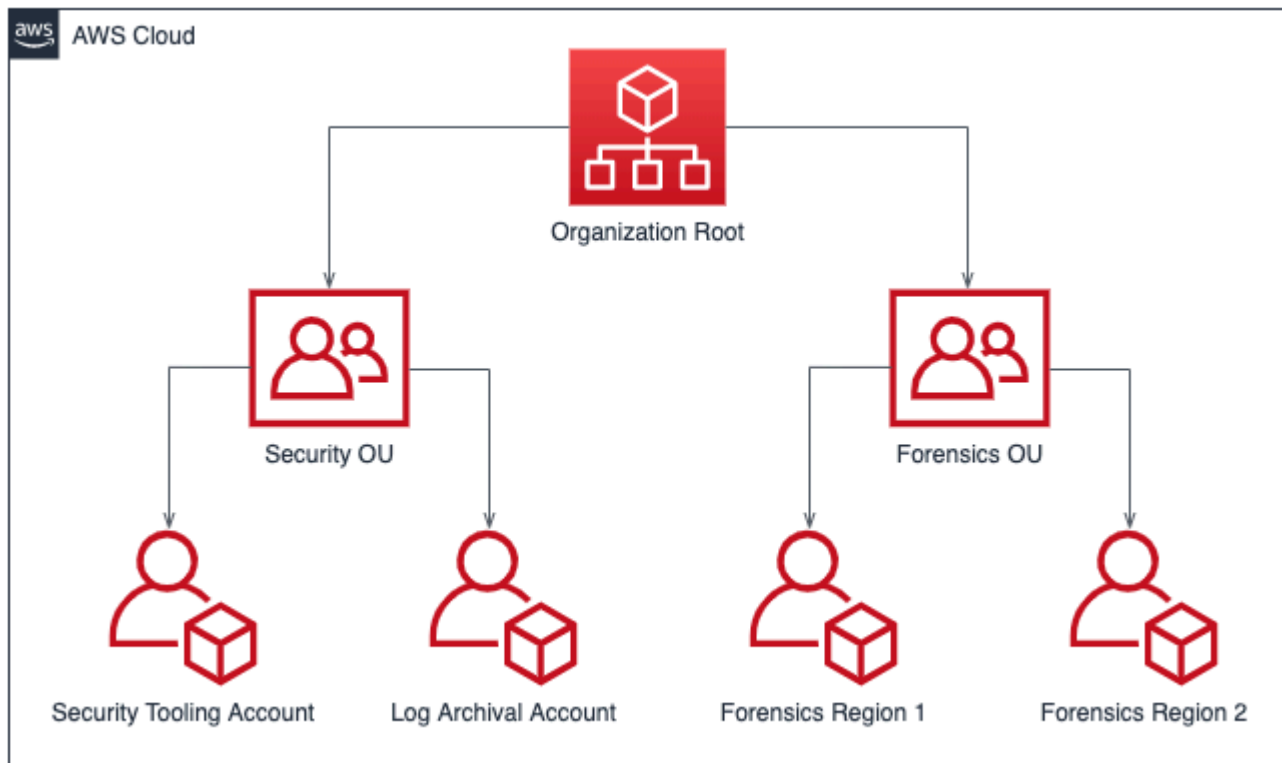 aws
AWS Cloud
Organization Root
Security OU
Forensics OU
Security Tooling Account
Log Archival Account
Forensics Region 1
Forensics Region 2